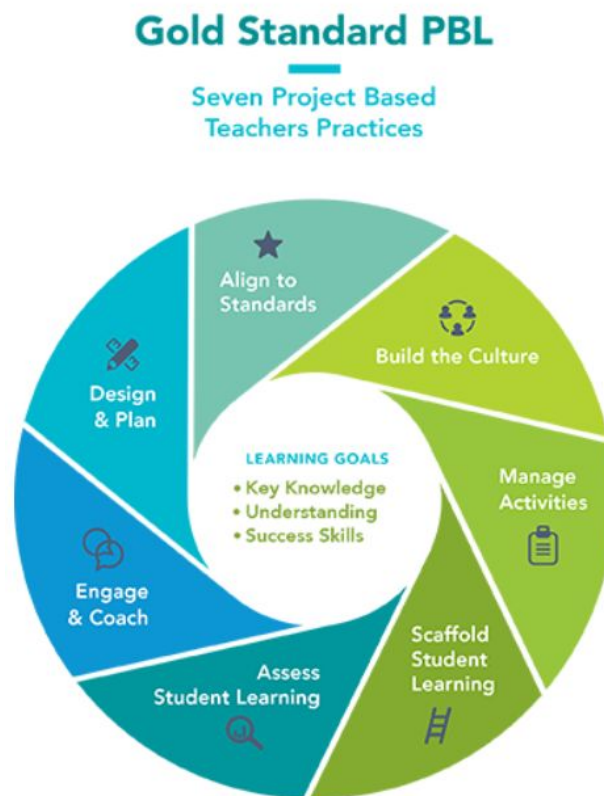 Gold Standard PBL
Seven Project Based
Teachers Practices
Align to
Standards
Build the Culture
Manage
Activities
Scaffold
Student
Learning
Assess
Student Learning
Engage
& Coach
Design
& Plan
LEARNING GOALS
• Key Knowledge
• Understanding
• Success Skills